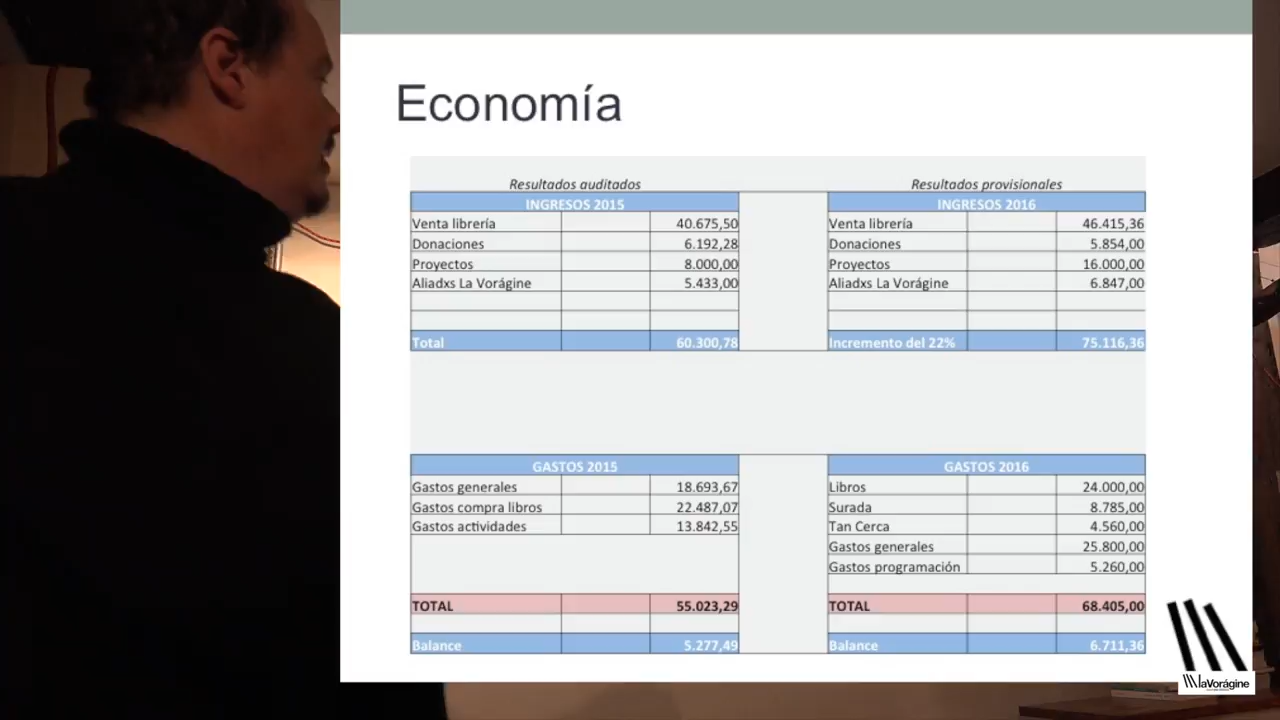 Economía
Resultados auditados
INGRESOS 2015
Venta librería 40.675,50
Donaciones 6.192,28
Proyectos 8.000,00
Aliadxs La Vorágine 5.433,00
Total 60.300,78
Resultados provisionales
INGRESOS 2016
Venta librería 46.415,36
Donaciones 5.854,00
Proyectos 16.000,00
Aliadxs La Vorágine 6.847,00
Incremento del 22% 75.116,36
GASTOS 2015
Gastos generales 18.693,67
Gastos compra libros 22.487,07
Gastos actividades 13.842,55
TOTAL 55.023,29
Balance 5.277,49
GASTOS 2016
Libros 24.000,00
Surada 8.785,00
Tan Cerca 4.560,00
Gastos generales 25.800,00
Gastos programación 5.260,00
TOTAL 68.405,00
Balance 6.711,36
laVorágine